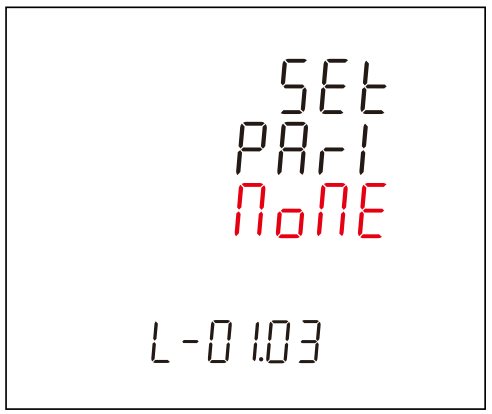 SEt
PArI
NoNE
L-01.03